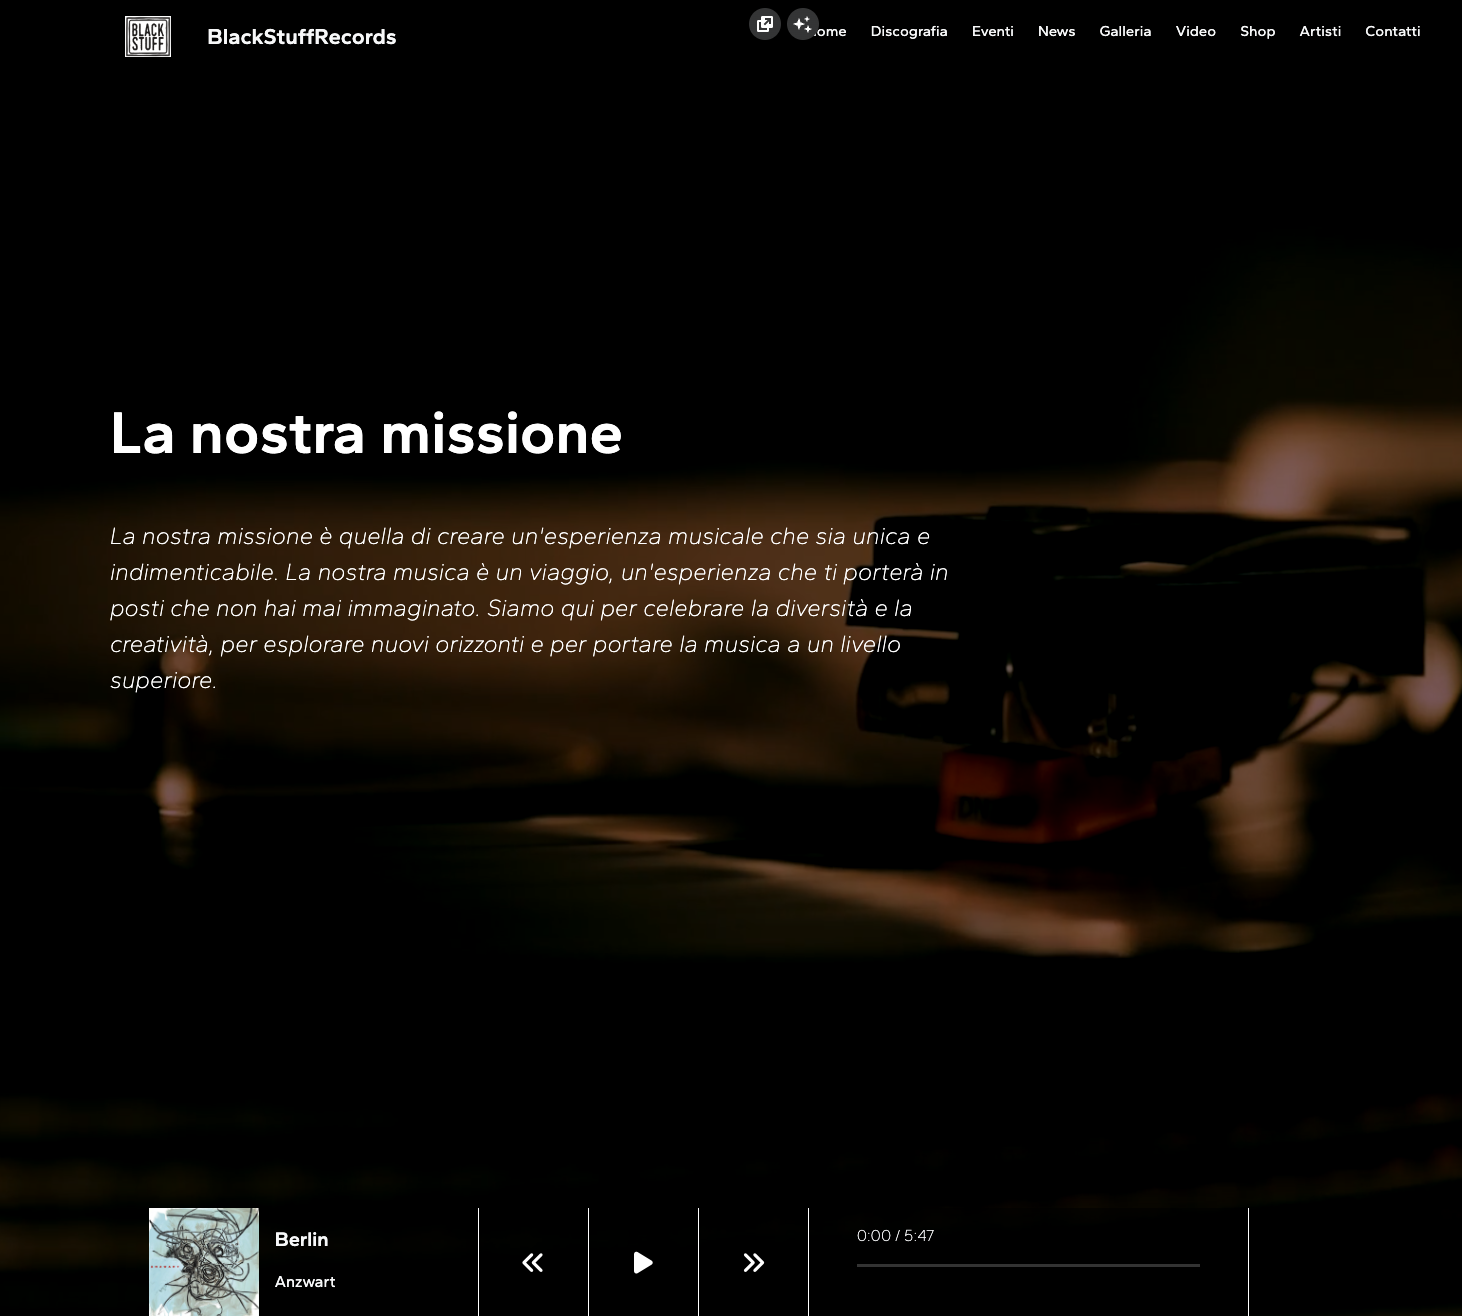 BLACK
STUFF
BlackStuffRecords
ome Discografia Eventi News Galleria Video Shop Artisti Contatti
La nostra missione
La nostra missione è quella di creare un'esperienza musicale che sia unica e
indimenticabile. La nostra musica è un viaggio, un'esperienza che ti porterà in
posti che non hai mai immaginato. Siamo qui per celebrare la diversità e la
creatività, per esplorare nuovi orizzonti e per portare la musica a un livello
superiore.
Berlin
Anzwart
0:00 / 5:47